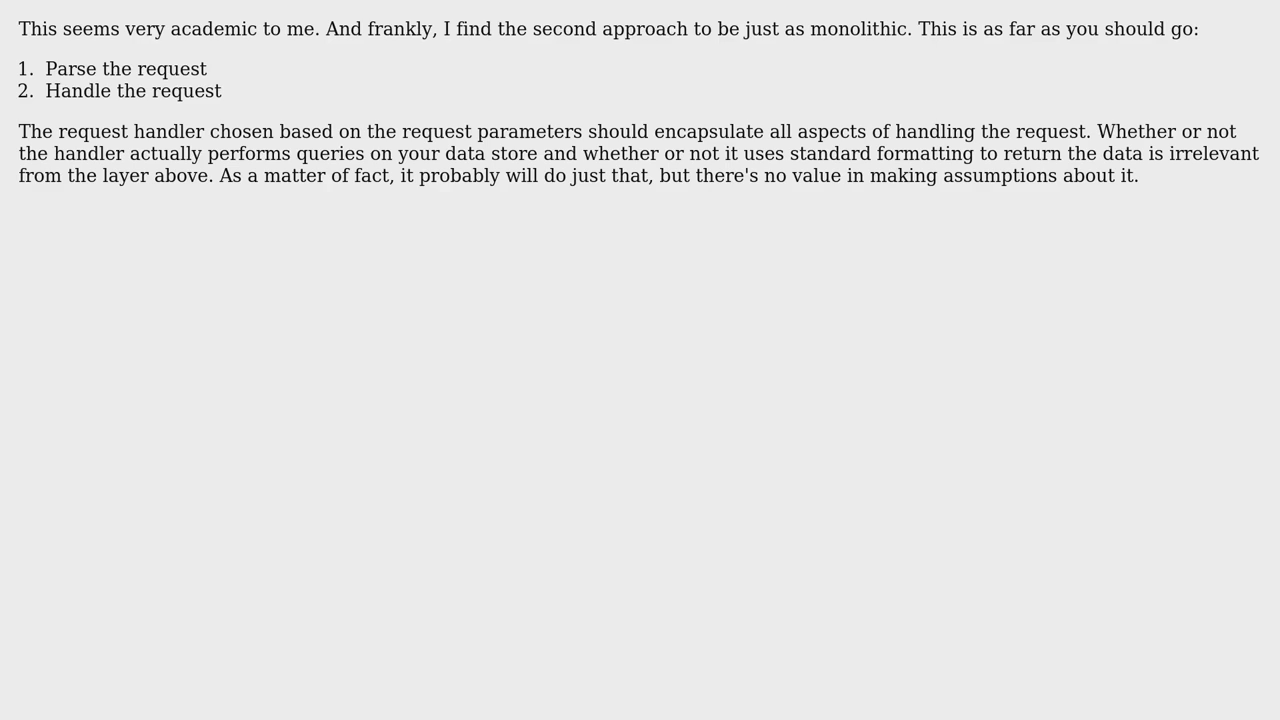 This seems very academic to me. And frankly, I find the second approach to be just as monolithic. This is as far as you should go:
1. Parse the request
2. Handle the request
The request handler chosen based on the request parameters should encapsulate all aspects of handling the request. Whether or not
the handler actually performs queries on your data store and whether or not it uses standard formatting to return the data is irrelevant
from the layer above. As a matter of fact, it probably will do just that, but there's no value in making assumptions about it.